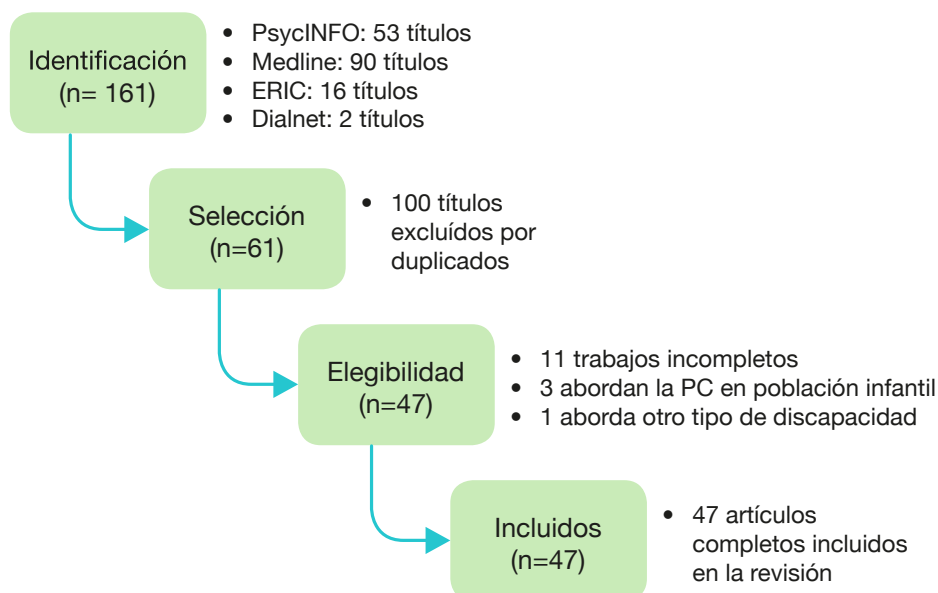 Identificación
(n= 161)
• PsycINFO: 53 títulos
• Medline: 90 títulos
• ERIC: 16 títulos
• Dialnet: 2 títulos
Selección
(n=61)
• 100 títulos
excluídos por
duplicados
Elegibilidad
(n=47)
• 11 trabajos incompletos
• 3 abordan la PC en población infantil
• 1 aborda otro tipo de discapacidad
Incluidos
(n=47)
• 47 artículos
completos incluidos
en la revisión